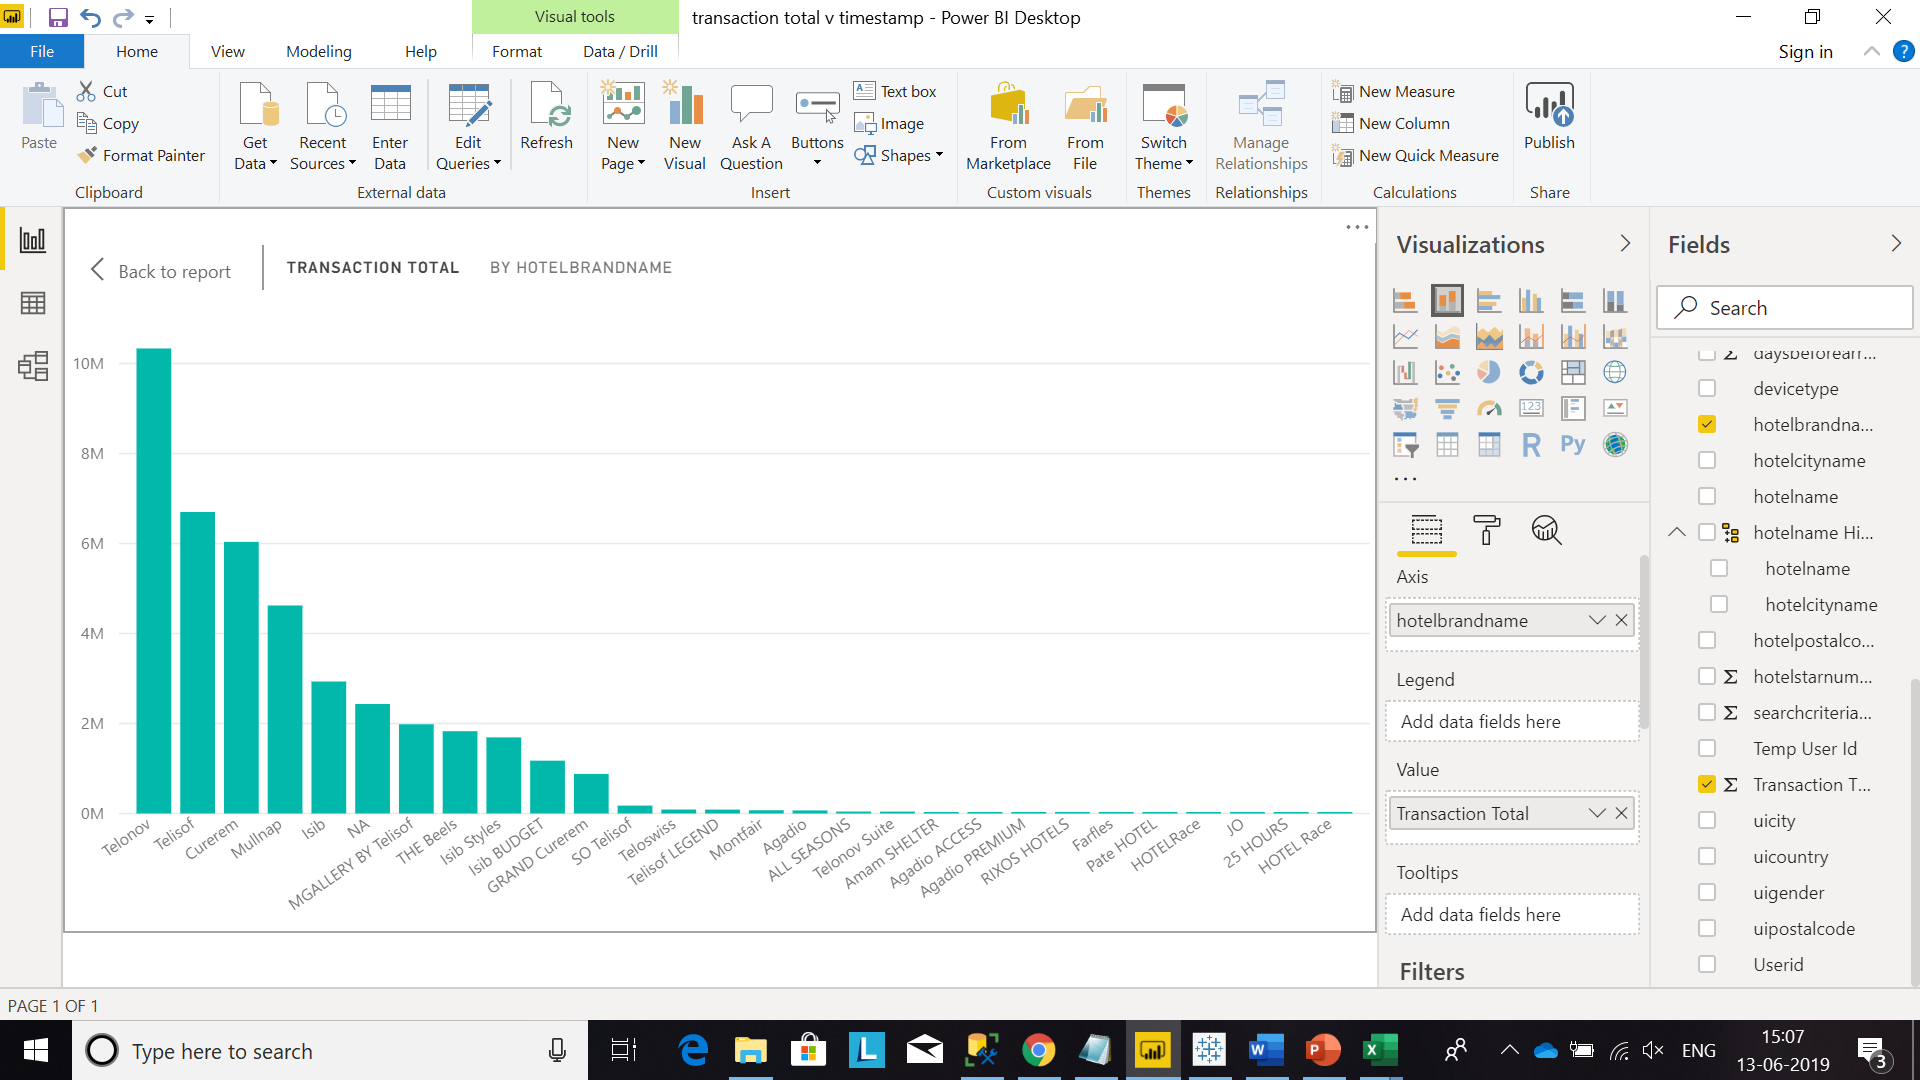 Visual tools
transaction total v timestamp - Power BI Desktop
File
Home
View
Modeling
Help
Format
Data / Drill
Sign in
?
Paste
Cut
Copy
Format Painter
Clipboard
Get Data
Recent Sources
Enter Data
Edit Queries
Refresh
External data
New Page
New Visual
Ask A Question
Buttons
Text box
Image
Shapes
Insert
From Marketplace
From File
Custom visuals
Switch Theme
Themes
Manage Relationships
Relationships
New Measure
New Column
New Quick Measure
Calculations
Publish
Share
Back to report
TRANSACTION TOTAL
BY HOTELBRANDNAME
10M
8M
6M
4M
2M
0M
Telonov
Telisof
Curerem
Mullnap
Isib
NA
MGALLERY BY Telisof
THE Beels
Isib Styles
Isib BUDGET
GRAND Curerem
SO Telisof
Teloswiss
Telisof LEGEND
Montfair
Agadio
ALL SEASONS
Telonov Suite
Amam SHELTER
Agadio ACCESS
Agadio PREMIUM
RIXOS HOTELS
Farfles
Pate HOTEL
HOTELRace
JO
25 HOURS
HOTEL Race
Visualizations
123
R
Py
Axis
hotelbrandname
Legend
Add data fields here
Value
Transaction Total
Tooltips
Add data fields here
Filters
Fields
Search
daysbeforearr...
devicetype
hotelbrandna...
hotelcityname
hotelname
hotelname Hi...
hotelname
hotelcityname
hotelpostalco...
Σ hotelstarnum...
Σ searchcriteria...
Temp User Id
Σ Transaction T...
uicity
uicountry
uigender
uipostalcode
Userid
PAGE 1 OF 1
Type here to search
ENG
15:07
13-06-2019
3